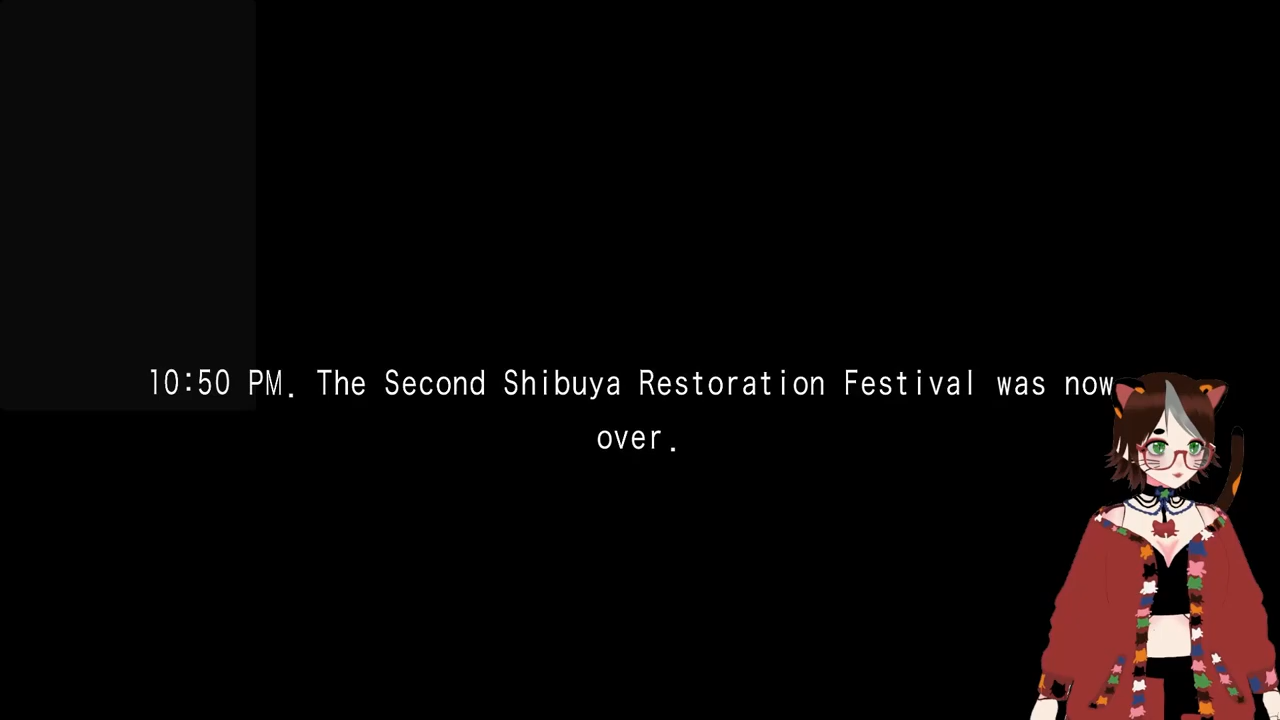 10:50 PM. The Second Shibuya Restoration Festival was now
over.